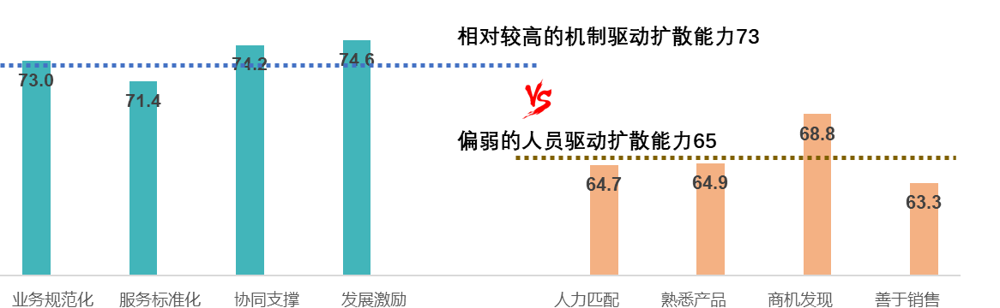 相对较高的机制驱动扩散能力73
VS
偏弱的人员驱动扩散能力65
73.0
71.4
74.2
74.6
64.7
64.9
68.8
63.3
业务规范化
服务标准化
协同支撑
发展激励
人力匹配
熟悉产品
商机发现
善于销售